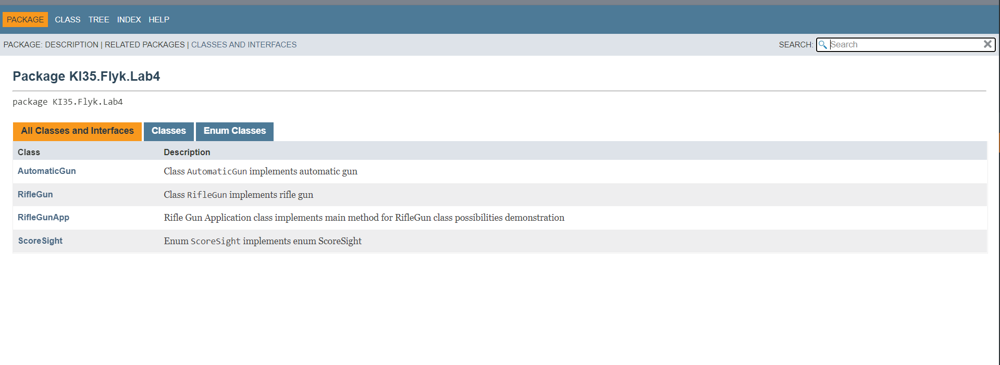 PACKAGE CLASS TREE INDEX HELP
PACKAGE: DESCRIPTION | RELATED PACKAGES | CLASSES AND INTERFACES SEARCH: Search
Package KI35.Flyk.Lab4
package KI35.Flyk.Lab4
All Classes and Interfaces Classes Enum Classes
Class Description
AutomaticGun Class AutomaticGun implements automatic gun
RifleGun Class RifleGun implements rifle gun
RifleGunApp Rifle Gun Application class implements main method for RifleGun class possibilities demonstration
ScoreSight Enum ScoreSight implements enum ScoreSight